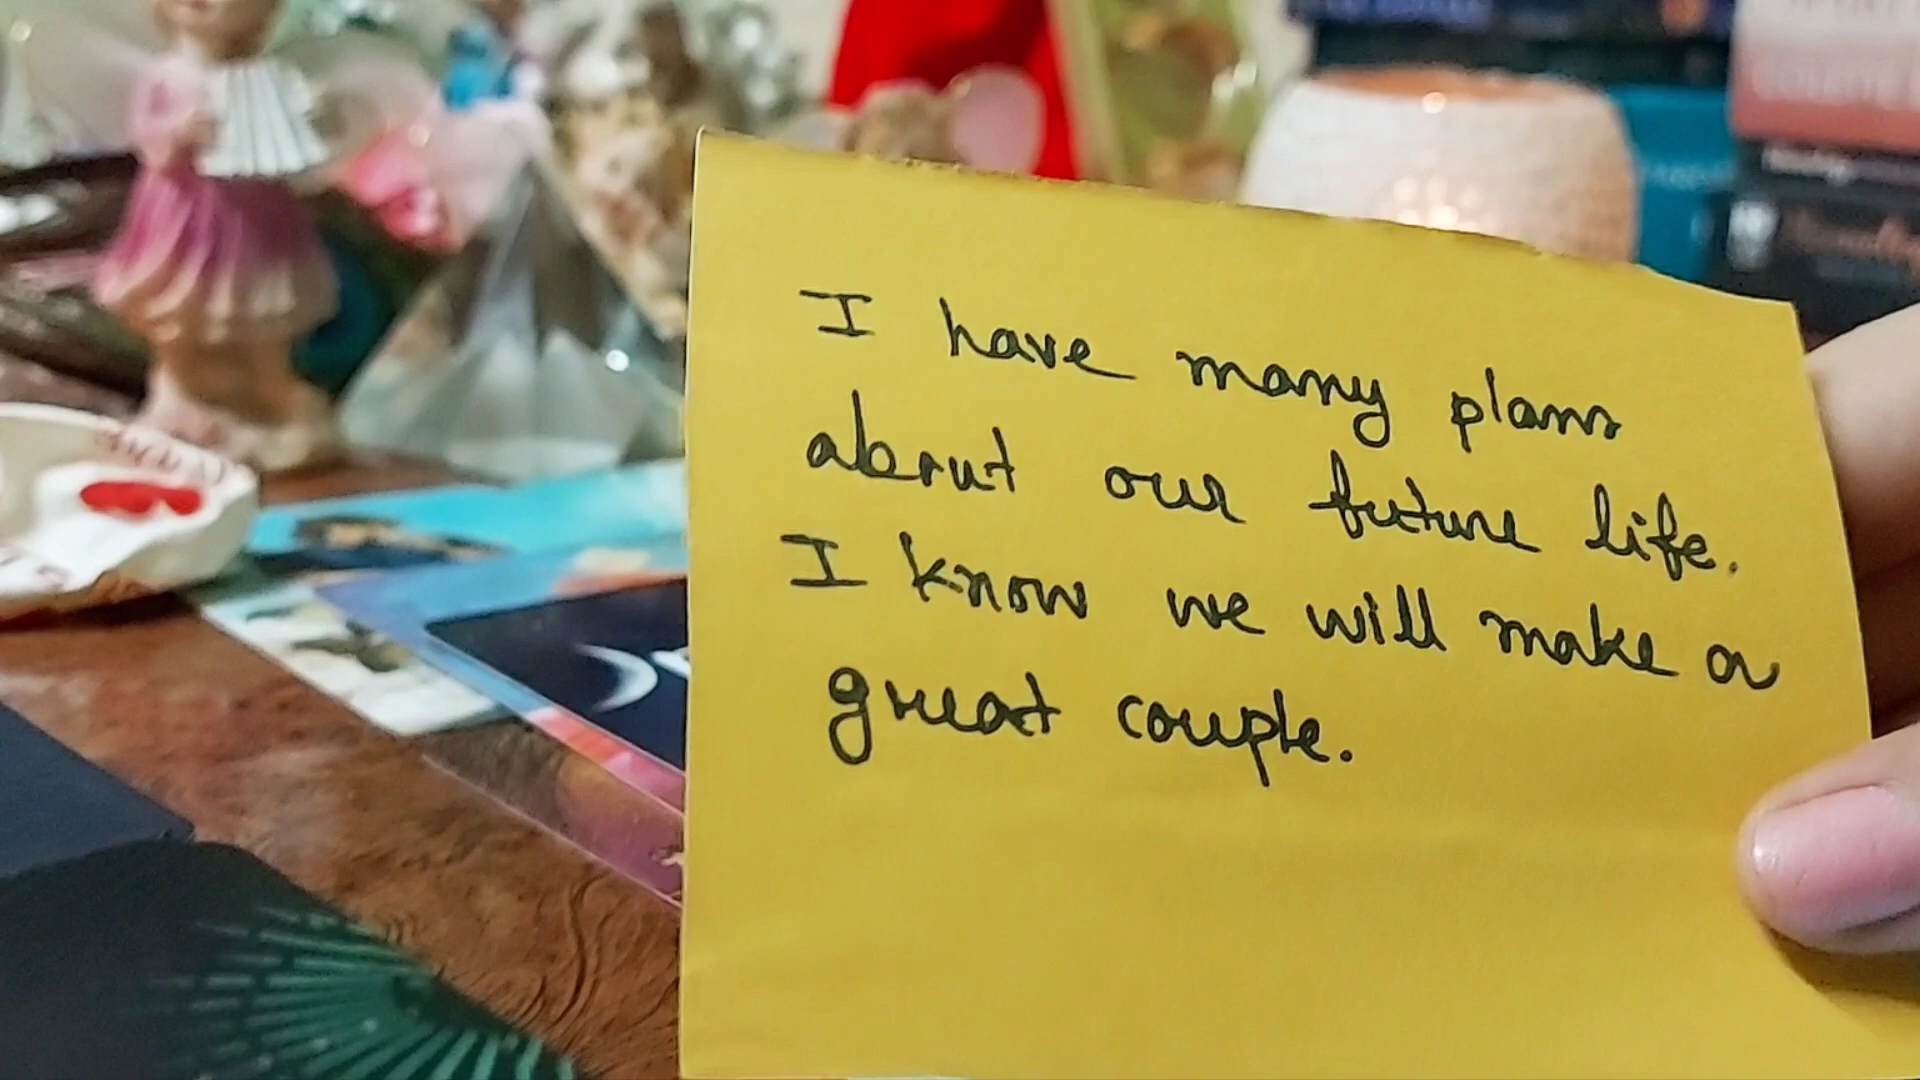 I have many plans
about our future life.
I know we will make a
great couple.